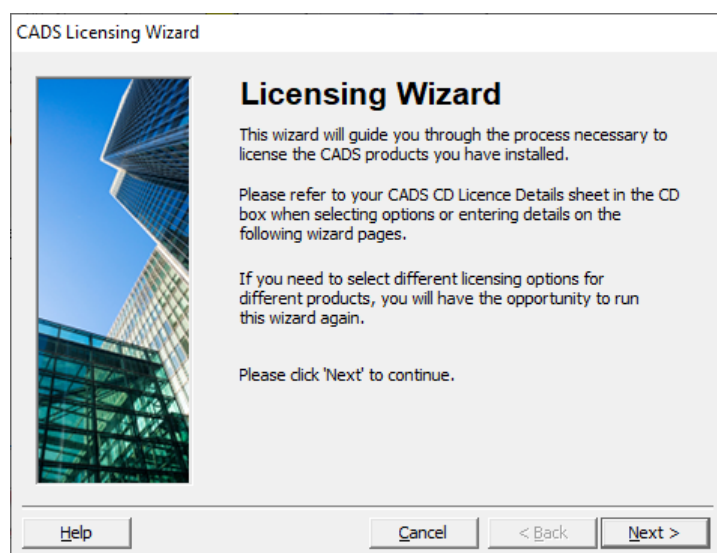 CADS Licensing Wizard
Licensing Wizard
This wizard will guide you through the process necessary to
license the CADS products you have installed.
Please refer to your CADS CD Licence Details sheet in the CD
box when selecting options or entering details on the
following wizard pages.
If you need to select different licensing options for
different products, you will have the opportunity to run
this wizard again.
Please click 'Next' to continue.
Help Cancel < Back Next >